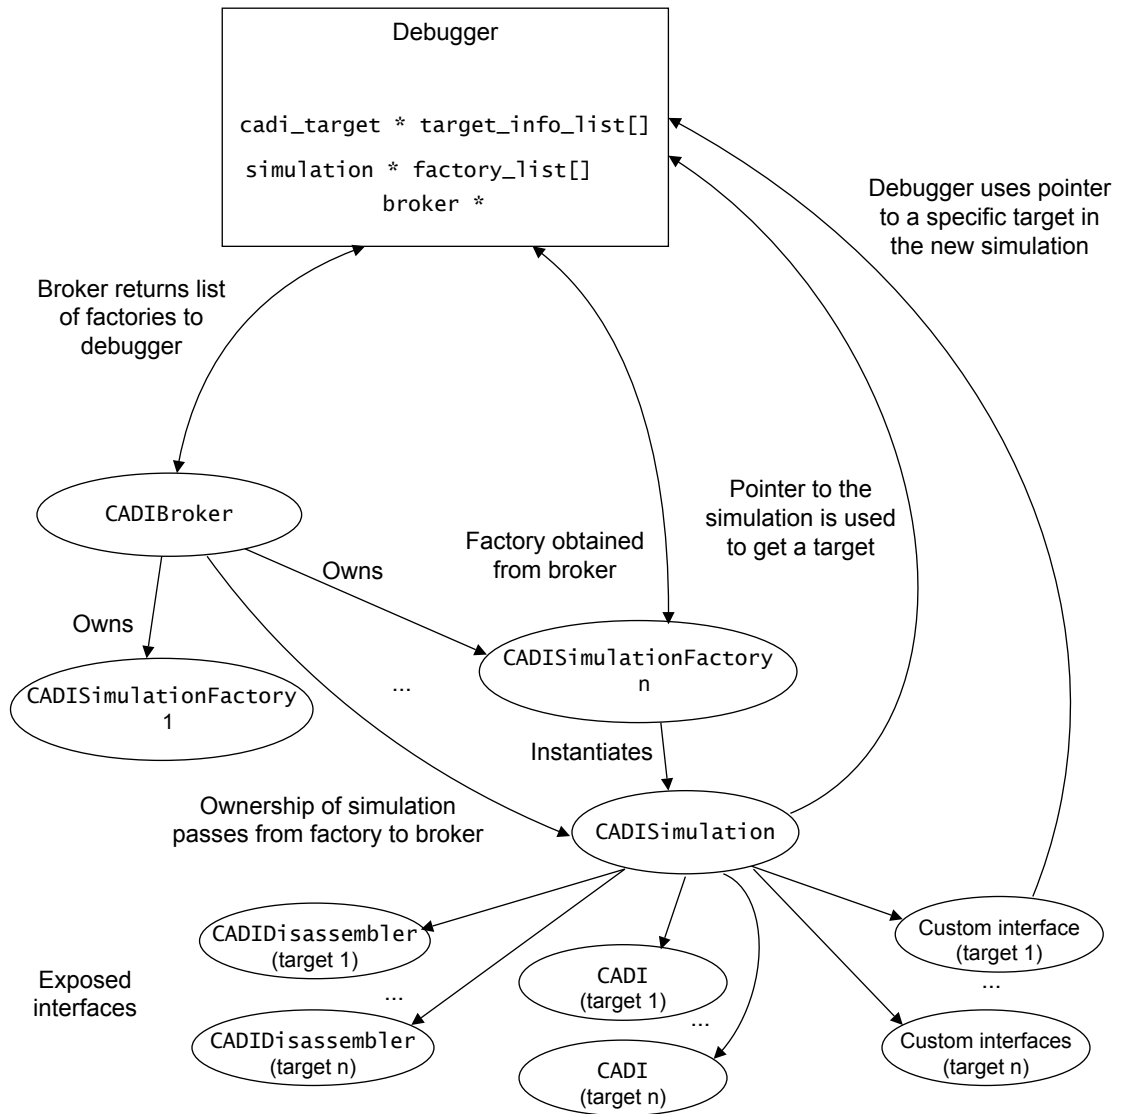 Debugger
cadi_target * target_info_list[]
simulation * factory_list[]
broker *
Debugger uses pointer
to a specific target in
the new simulation
Broker returns list
of factories to
debugger
CADIBroker
Pointer to the
simulation is used
to get a target
Factory obtained
from broker
Owns
Owns
CADISimulationFactory
n
CADISimulationFactory
1
...
Instantiates
Ownership of simulation
passes from factory to broker
CADISimulation
CADIDisassembler
(target 1)
Custom interface
(target 1)
CADI
(target 1)
Exposed
interfaces
...
...
...
CADIDisassembler
(target n)
Custom interfaces
(target n)
CADI
(target n)